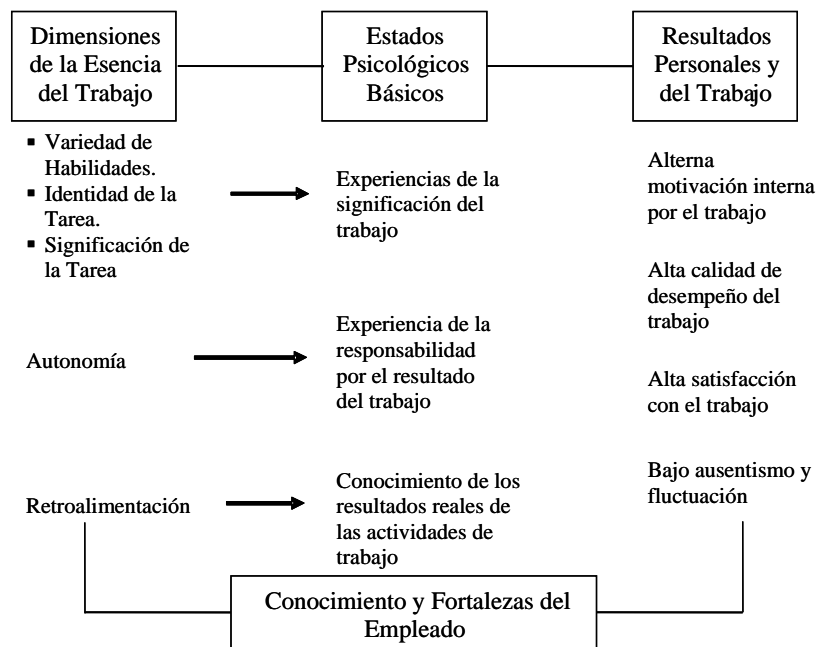 Dimensiones
de la Esencia
del Trabajo
Estados
Psicológicos
Básicos
Resultados
Personales y
del Trabajo
▪ Variedad de
Habilidades.
▪ Identidad de la
Tarea.
▪ Significación de
la Tarea
Experiencias de la
significación del
trabajo
Alterna
motivación interna
por el trabajo
Alta calidad de
desempeño del
trabajo
Autonomía
Experiencia de la
responsabilidad
por el resultado
del trabajo
Alta satisfacción
con el trabajo
Retroalimentación
Conocimiento de los
resultados reales de
las actividades de
trabajo
Bajo ausentismo y
fluctuación
Conocimiento y Fortalezas del
Empleado